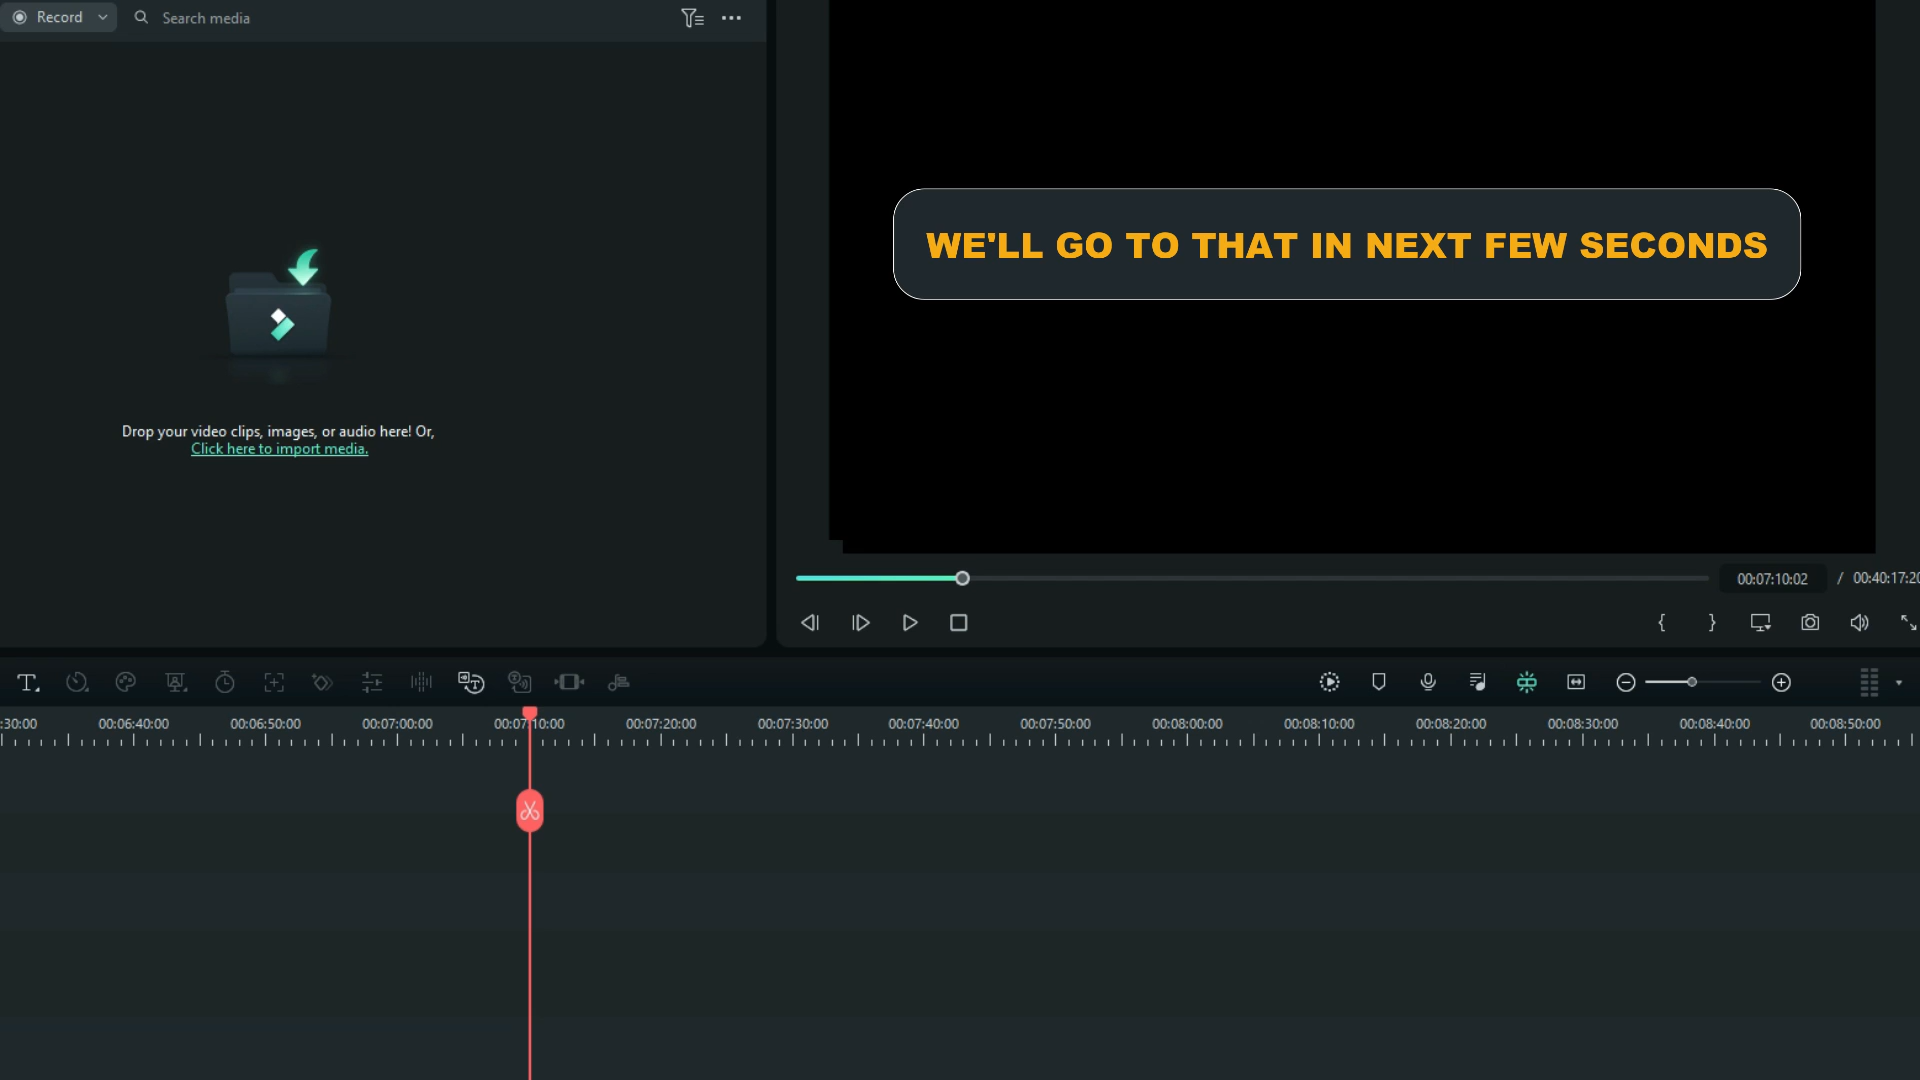 Record
Search media
WE'LL GO TO THAT IN NEXT FEW SECONDS
Drop your video clips, images, or audio here! Or,
Click here to import media.
00:07:10:02 / 00:40:17:20
:30:00 00:06:40:00 00:06:50:00 00:07:00:00 00:07:10:00 00:07:20:00 00:07:30:00 00:07:40:00 00:07:50:00 00:08:00:00 00:08:10:00 00:08:20:00 00:08:30:00 00:08:40:00 00:08:50:00